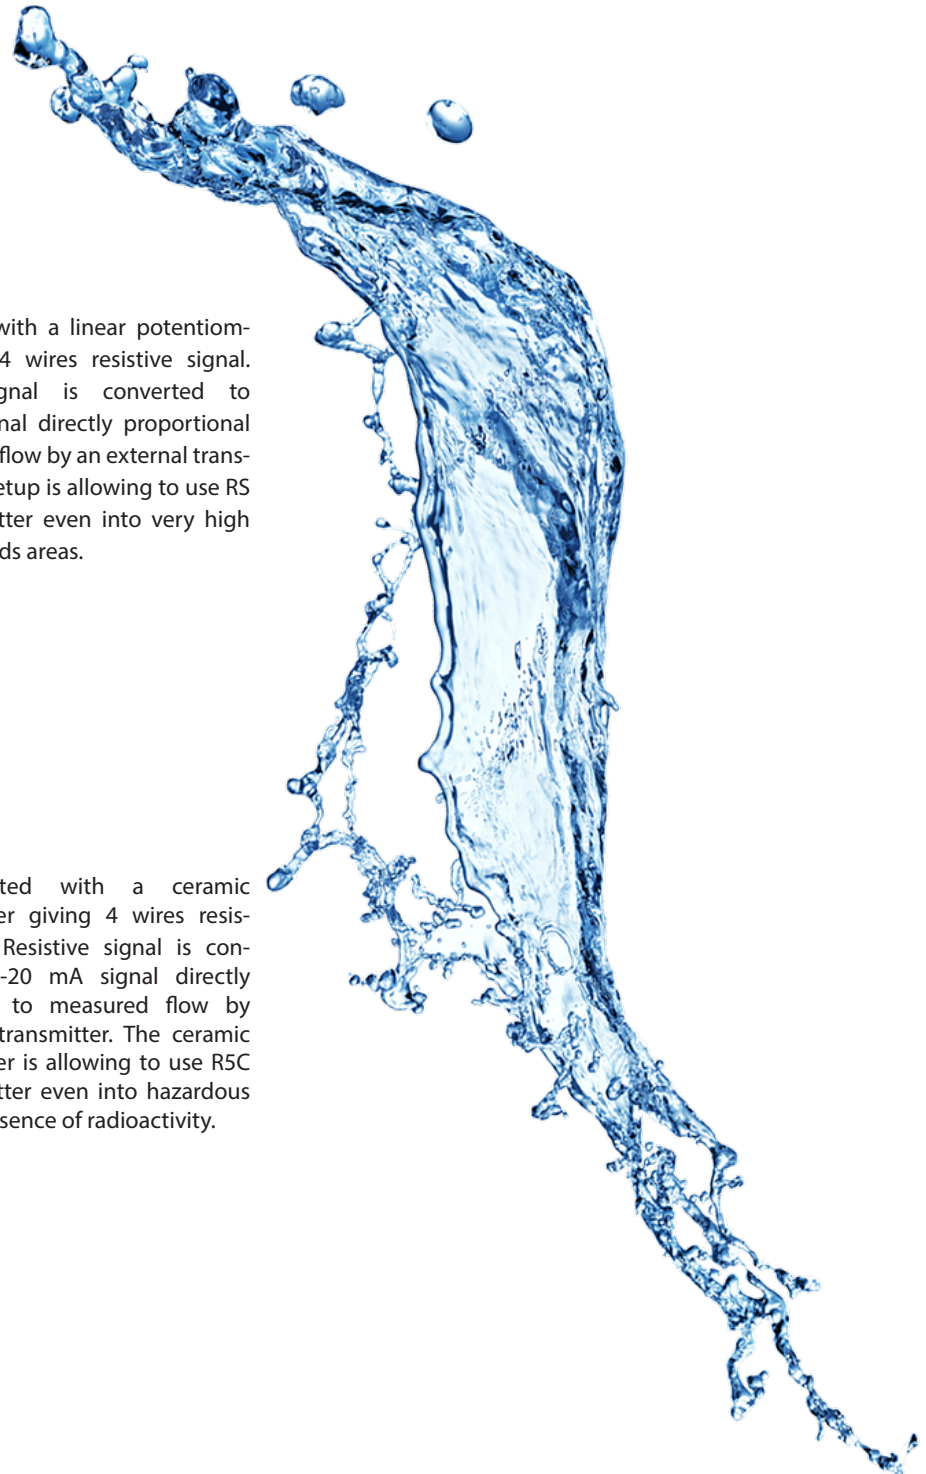 with a linear potentiom-
4 wires resistive signal.
gnal is converted to
nal directly proportional
flow by an external trans-
etup is allowing to use RS
tter even into very high
ds areas.
ted with a ceramic
er giving 4 wires resis-
Resistive signal is con-
-20 mA signal directly
to measured flow by
transmitter. The ceramic
er is allowing to use R5C
tter even into hazardous
sence of radioactivity.